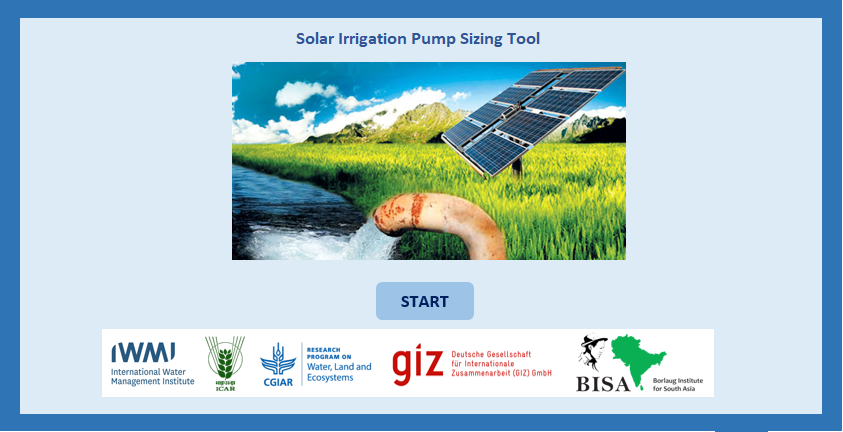 Solar Irrigation Pump Sizing Tool
START
IWMI
International Water
Management Institute
ICAR
CGIAR
RESEARCH
PROGRAM ON
Water, Land and
Ecosystems
giz
Deutsche Gesellschaft
für Internationale
Zusammenarbeit (GIZ) GmbH
BISA
Borlaug Institute
for South Asia